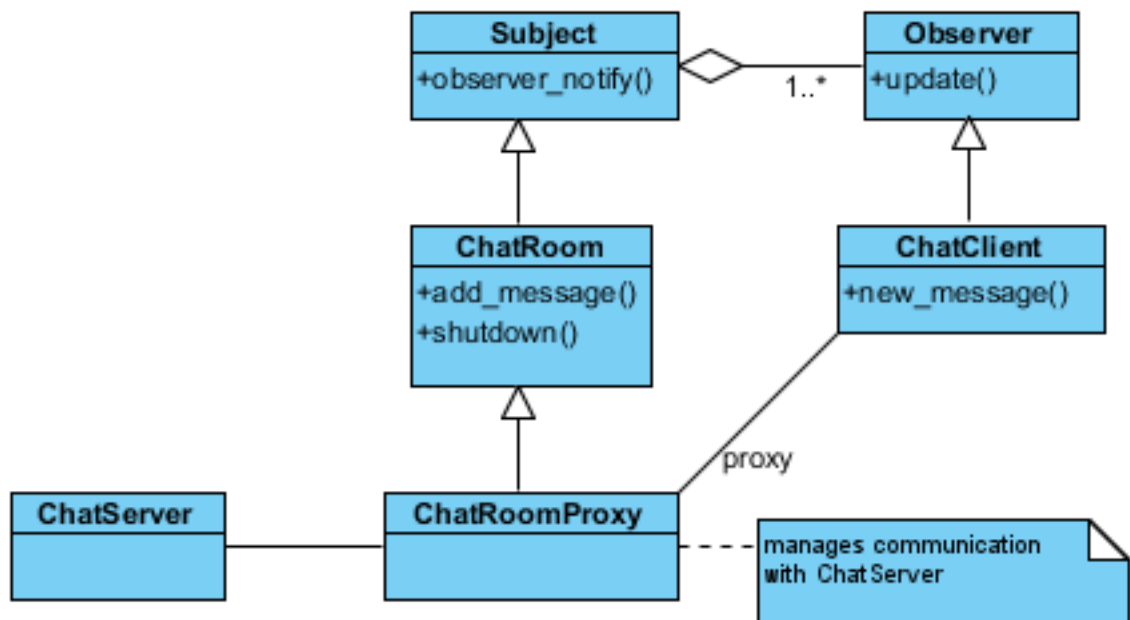 Subject
+observer_notify()
1..*
Observer
+update()
ChatRoom
+add_message()
+shutdown()
ChatClient
+new_message()
proxy
ChatServer
ChatRoomProxy
manages communication
with ChatServer